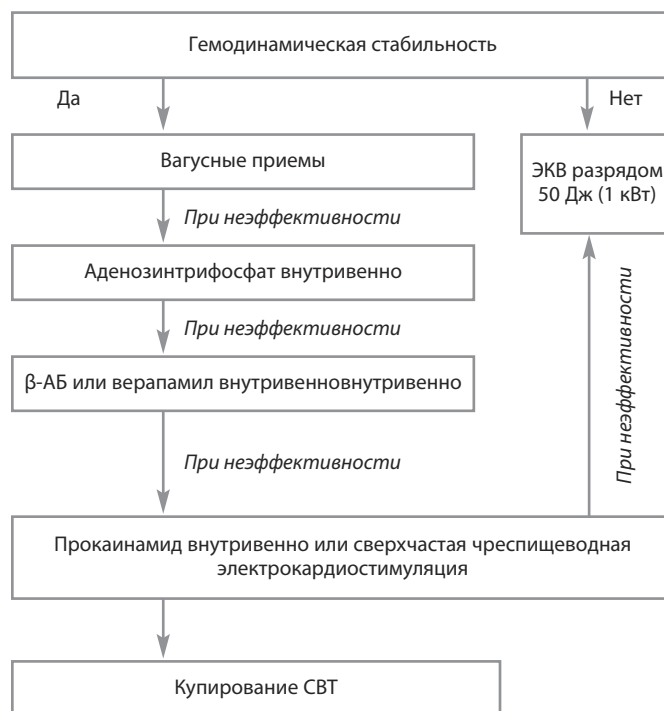 Гемодинамическая стабильность
Да
Нет
Вагусные приемы
ЭКВ разрядом
50 Дж (1 кВт)
При неэффективности
Аденозинтрифосфат внутривенно
При неэффективности
β-АБ или верапамил внутривенновнутривенно
При неэффективности
При неэффективности
Прокаинамид внутривенно или сверхчастая чреспищеводная
электрокардиостимуляция
Купирование СВТ